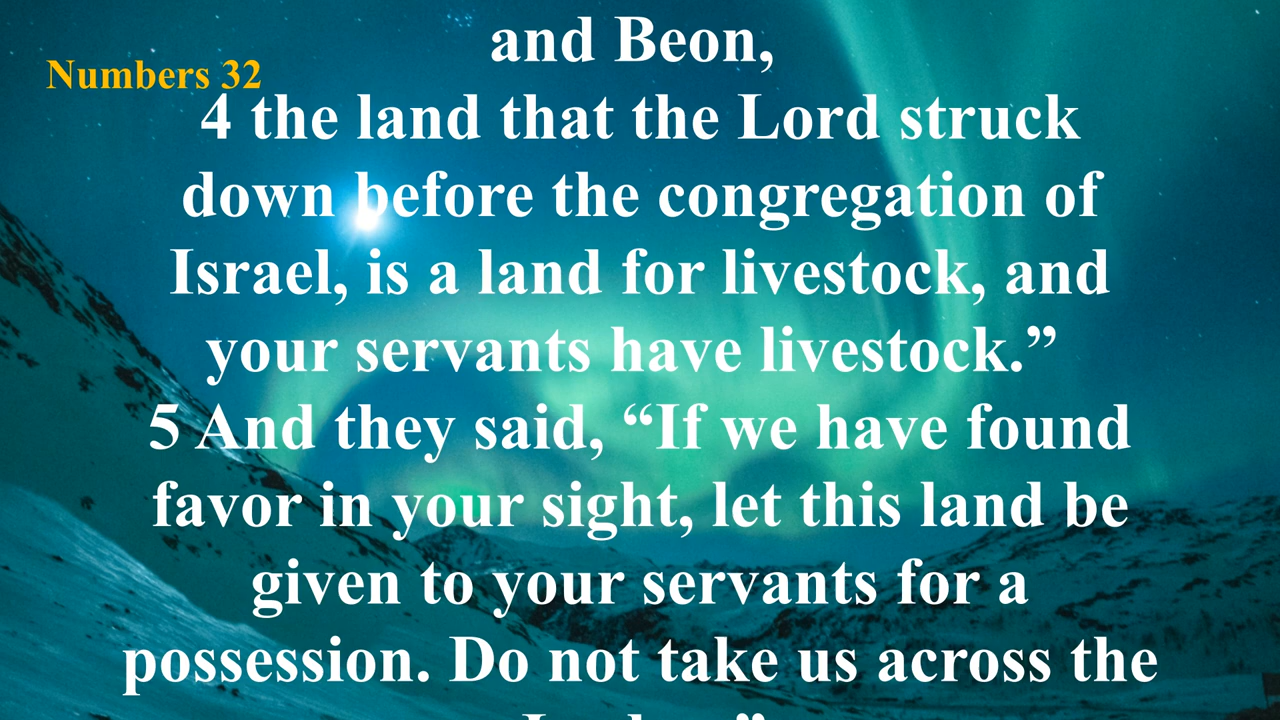 and Beon,
Numbers 32
4 the land that the Lord struck
down before the congregation of
Israel, is a land for livestock, and
your servants have livestock.”
5 And they said, “If we have found
favor in your sight, let this land be
given to your servants for a
possession. Do not take us across the